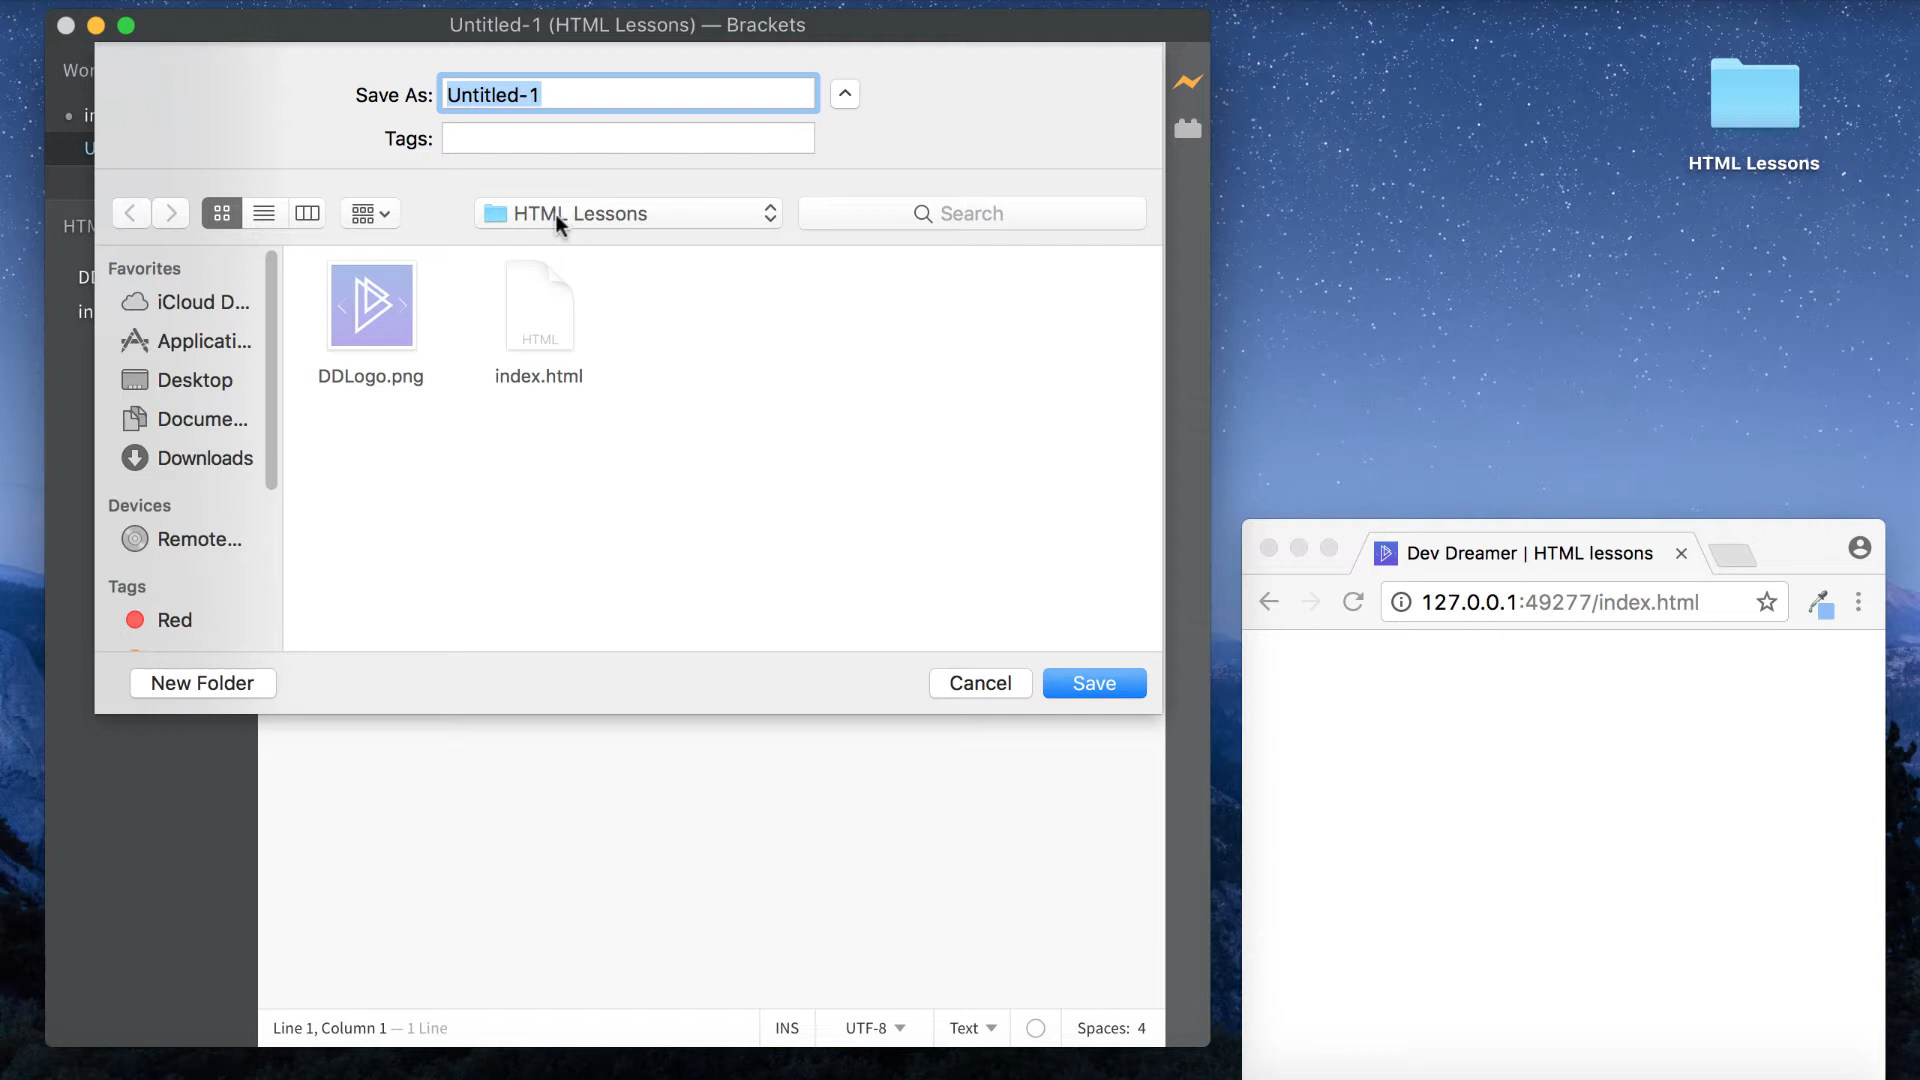 Untitled-1 (HTML Lessons) — Brackets
Wor
Save As: Untitled-1
Tags:
HTML Lessons
Search
HTM
Favorites
iCloud D...
Applicati...
Desktop
Docume...
Downloads
Devices
Remote...
Tags
Red
DDLogo.png
index.html
HTML
New Folder
Cancel
Save
Line 1, Column 1 — 1 Line
INS
UTF-8
Text
Spaces: 4
HTML Lessons
Dev Dreamer | HTML lessons
127.0.0.1:49277/index.html